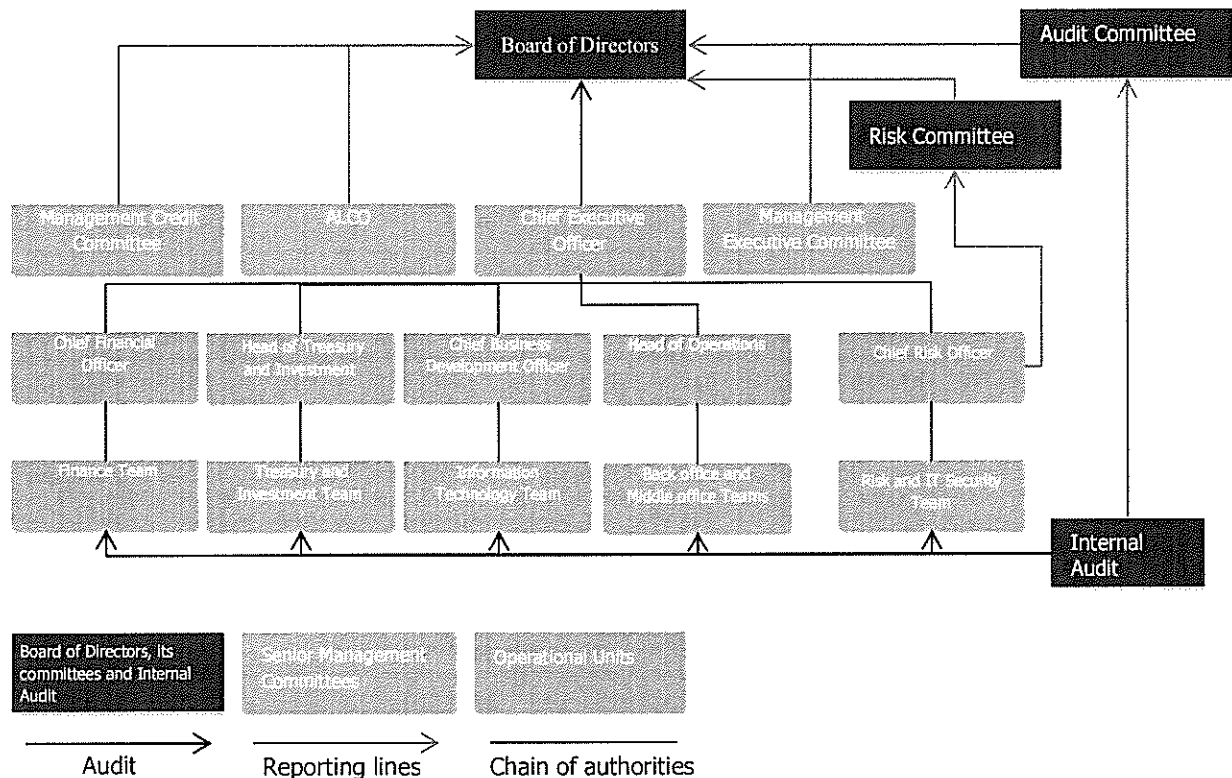 Board of Directors
Audit Committee
Risk Committee
Management Credit
Committee
ALCO
Chief Executive
Officer
Management
Executive Committee
Chief Financial
Officer
Head of Treasury
and Investment
Chief Business
Development Officer
Head of Operations
Chief Risk Officer
Finance Team
Treasury and
Investment Team
Information
Technology Team
Back office and
Middle office Teams
Risk and IT Security
Team
Internal
Audit
Board of Directors, its
committees and Internal
Audit
Senior Management
Committees
Operational Units
Audit
Reporting lines
Chain of authorities